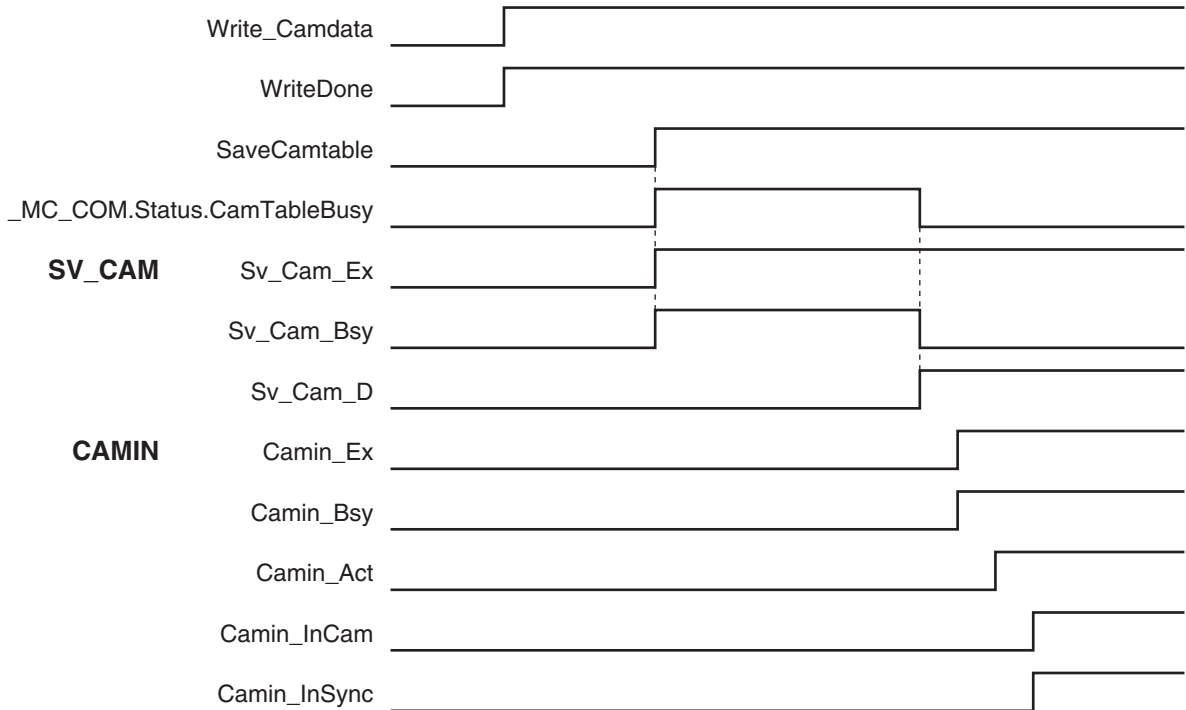 Write_Camdata
WriteDone
SaveCamtable
_MC_COM.Status.CamTableBusy
SV_CAM Sv_Cam_Ex
Sv_Cam_Bsy
Sv_Cam_D
CAMIN Camin_Ex
Camin_Bsy
Camin_Act
Camin_InCam
Camin_InSync